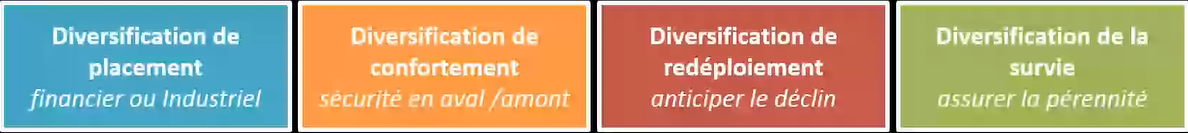 Diversification de
placement
financier ou Industriel
Diversification de
confortement
sécurité en aval /amont
Diversification de
redéploiement
anticiper le déclin
Diversification de la
survie
assurer la pérennité